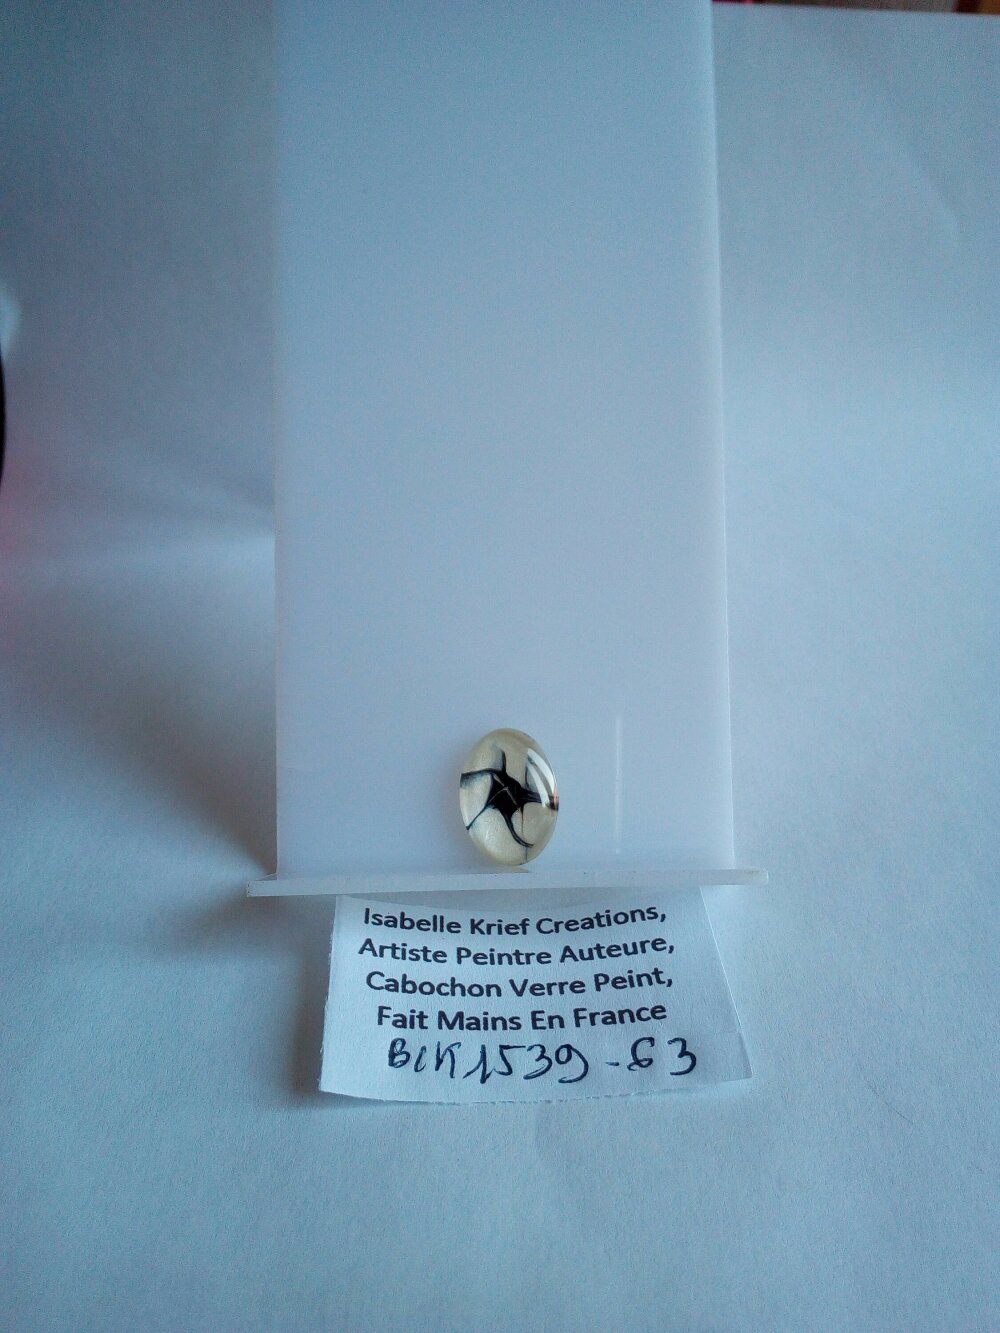 Isabelle Krief Creations,
Artiste Peintre Auteure,
Cabochon Verre Peint,
Fait Mains En France
BIK1539-63